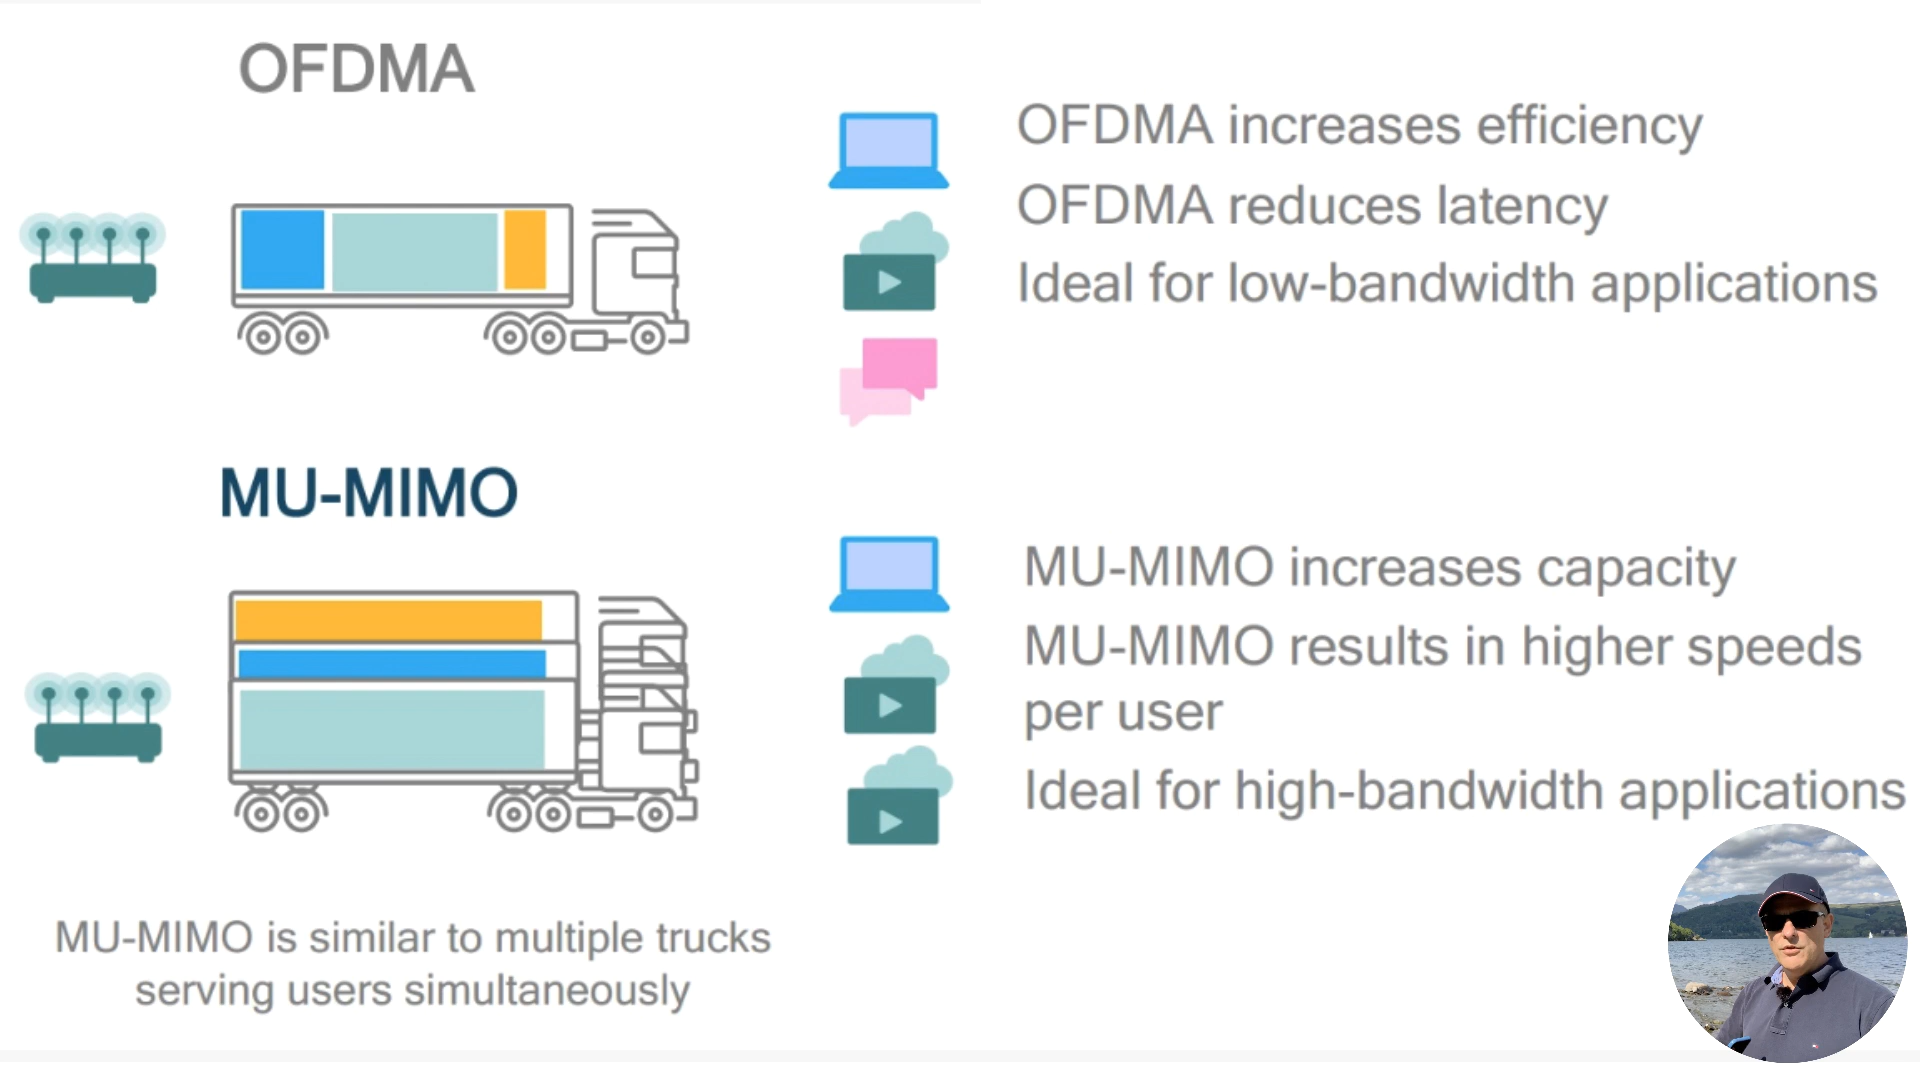 OFDMA
OFDMA increases efficiency
OFDMA reduces latency
Ideal for low-bandwidth applications
MU-MIMO
MU-MIMO increases capacity
MU-MIMO results in higher speeds
per user
Ideal for high-bandwidth applications
MU-MIMO is similar to multiple trucks
serving users simultaneously